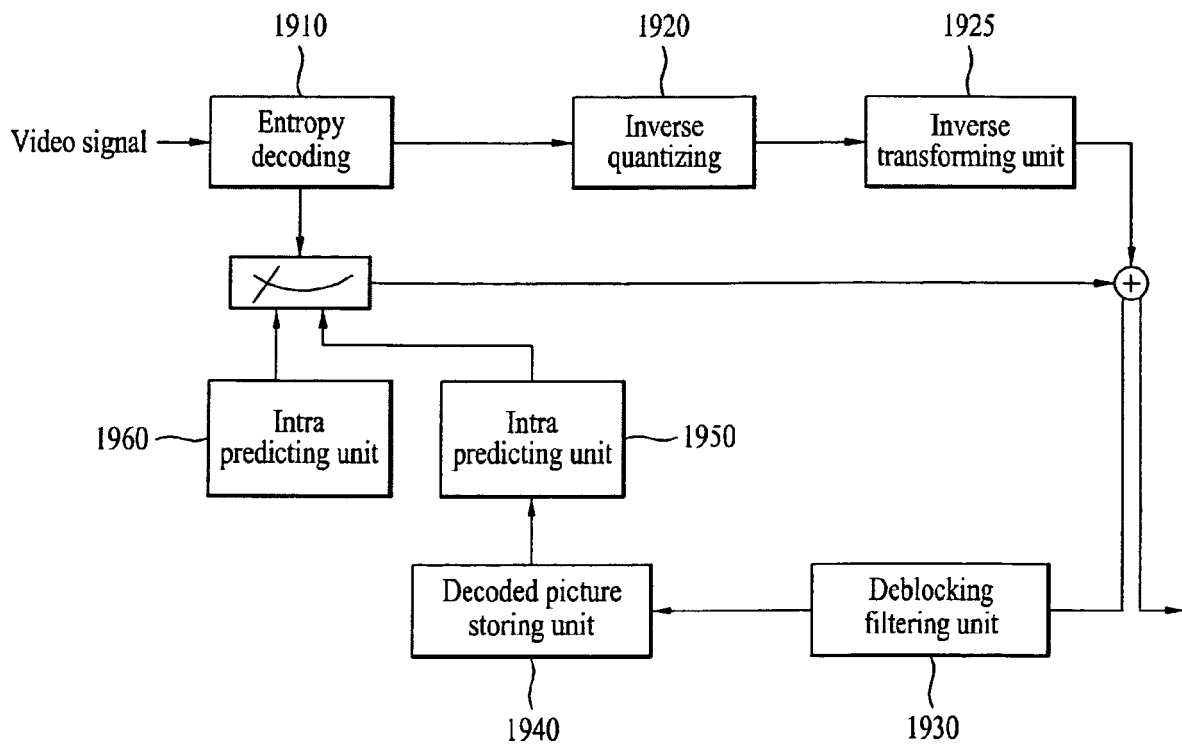 1910
1920
1925
Video signal
Entropy
decoding
Inverse
quantizing
Inverse
transforming unit
+
Intra
predicting unit
1960
Intra
predicting unit
1950
Decoded picture
storing unit
Deblocking
filtering unit
1940
1930